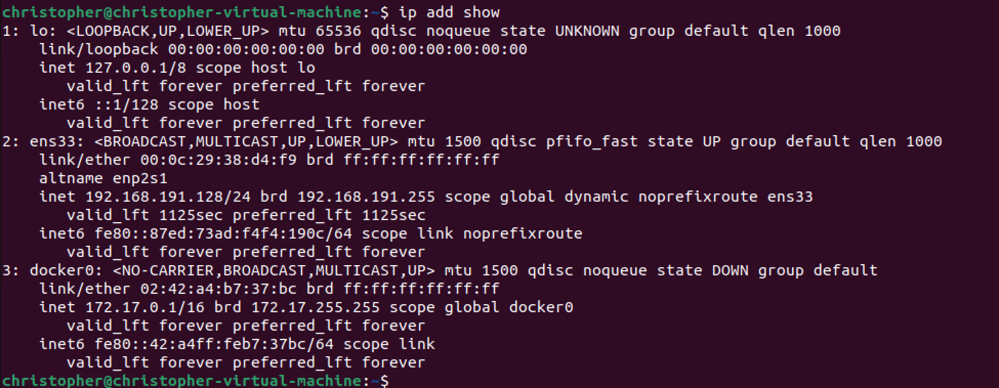 christopher@christopher-virtual-machine:~$ ip add show
1: lo: <LOOPBACK,UP,LOWER_UP> mtu 65536 qdisc noqueue state UNKNOWN group default qlen 1000
    link/loopback 00:00:00:00:00:00 brd 00:00:00:00:00:00
    inet 127.0.0.1/8 scope host lo
       valid_lft forever preferred_lft forever
    inet6 ::1/128 scope host
       valid_lft forever preferred_lft forever
2: ens33: <BROADCAST,MULTICAST,UP,LOWER_UP> mtu 1500 qdisc pfifo_fast state UP group default qlen 1000
    link/ether 00:0c:29:38:d4:f9 brd ff:ff:ff:ff:ff:ff
    altname enp2s1
    inet 192.168.191.128/24 brd 192.168.191.255 scope global dynamic noprefixroute ens33
       valid_lft 1125sec preferred_lft 1125sec
    inet6 fe80::87ed:73ad:f4f4:190c/64 scope link noprefixroute
       valid_lft forever preferred_lft forever
3: docker0: <NO-CARRIER,BROADCAST,MULTICAST,UP> mtu 1500 qdisc noqueue state DOWN group default
    link/ether 02:42:a4:b7:37:bc brd ff:ff:ff:ff:ff:ff
    inet 172.17.0.1/16 brd 172.17.255.255 scope global docker0
       valid_lft forever preferred_lft forever
    inet6 fe80::42:a4ff:feb7:37bc/64 scope link
       valid_lft forever preferred_lft forever
christopher@christopher-virtual-machine:~$